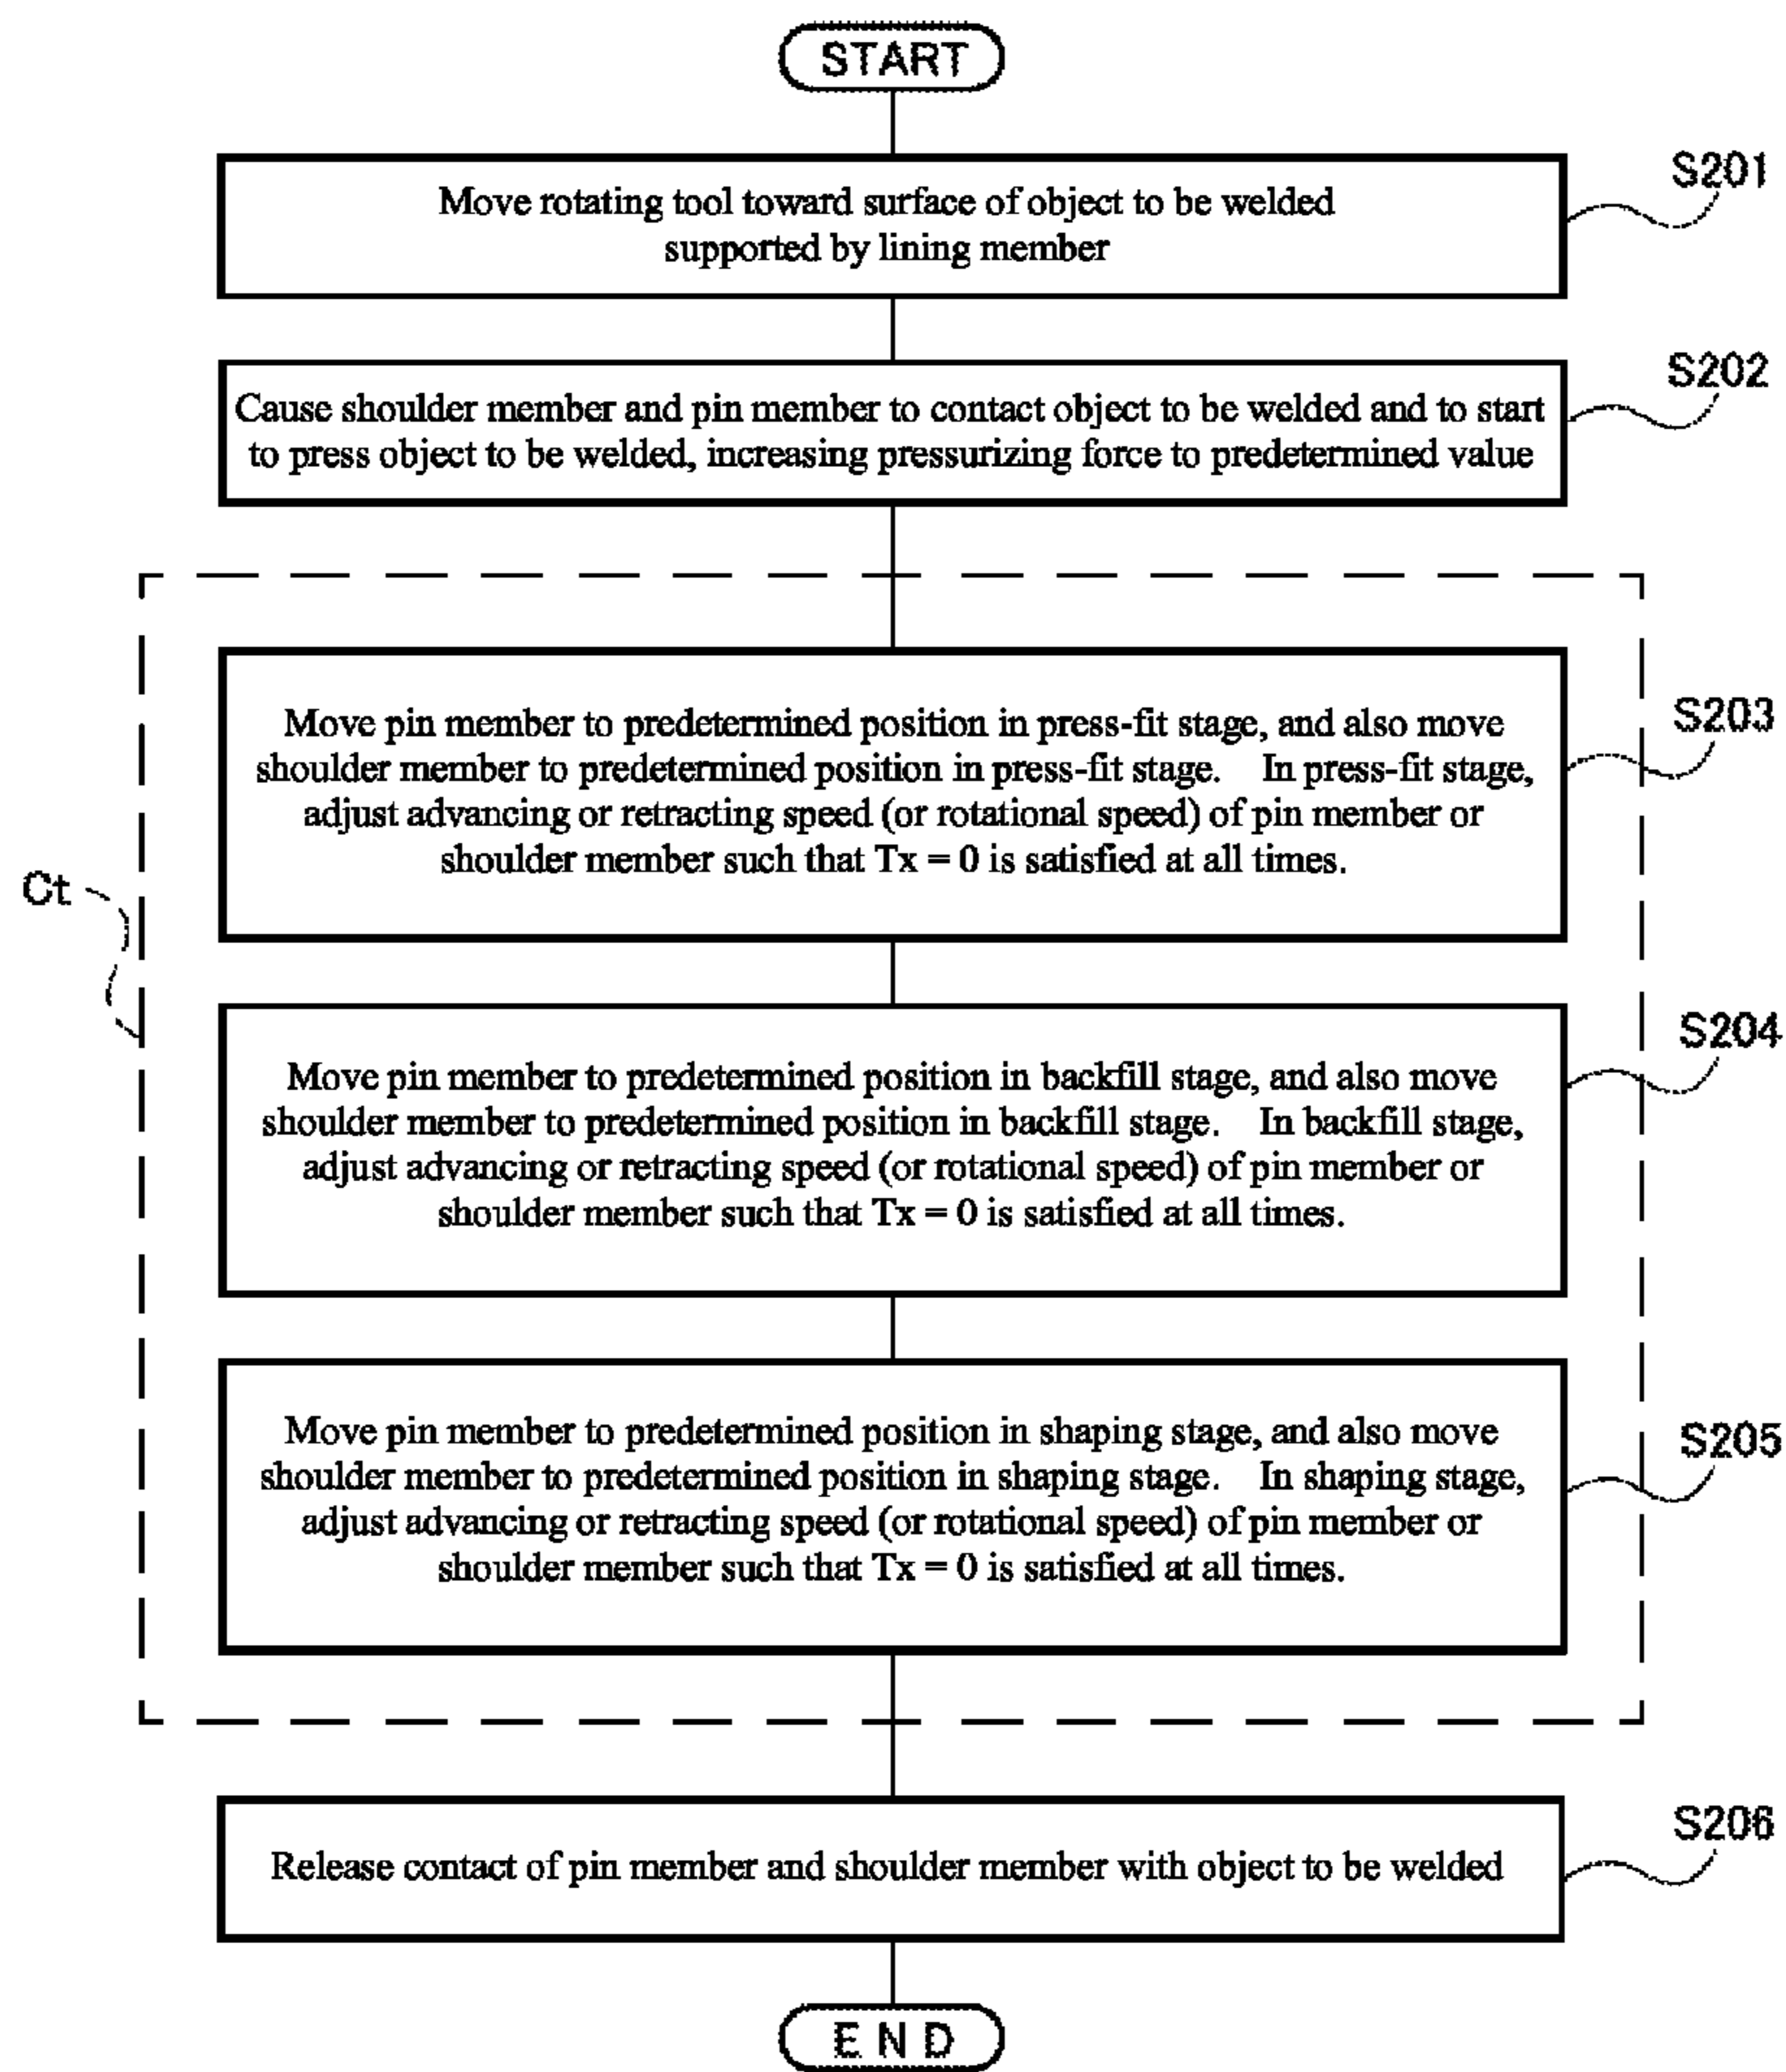 START
S201
Move rotating tool toward surface of object to be welded
supported by lining member
S202
Cause shoulder member and pin member to contact object to be welded and to start
to press object to be welded, increasing pressurizing force to predetermined value
S203
Move pin member to predetermined position in press-fit stage, and also move
shoulder member to predetermined position in press-fit stage. In press-fit stage,
adjust advancing or retracting speed (or rotational speed) of pin member or
shoulder member such that Tx = 0 is satisfied at all times.
Ct
S204
Move pin member to predetermined position in backfill stage, and also move
shoulder member to predetermined position in backfill stage. In backfill stage,
adjust advancing or retracting speed (or rotational speed) of pin member or
shoulder member such that Tx = 0 is satisfied at all times.
S205
Move pin member to predetermined position in shaping stage, and also move
shoulder member to predetermined position in shaping stage. In shaping stage,
adjust advancing or retracting speed (or rotational speed) of pin member or
shoulder member such that Tx = 0 is satisfied at all times.
S206
Release contact of pin member and shoulder member with object to be welded
END